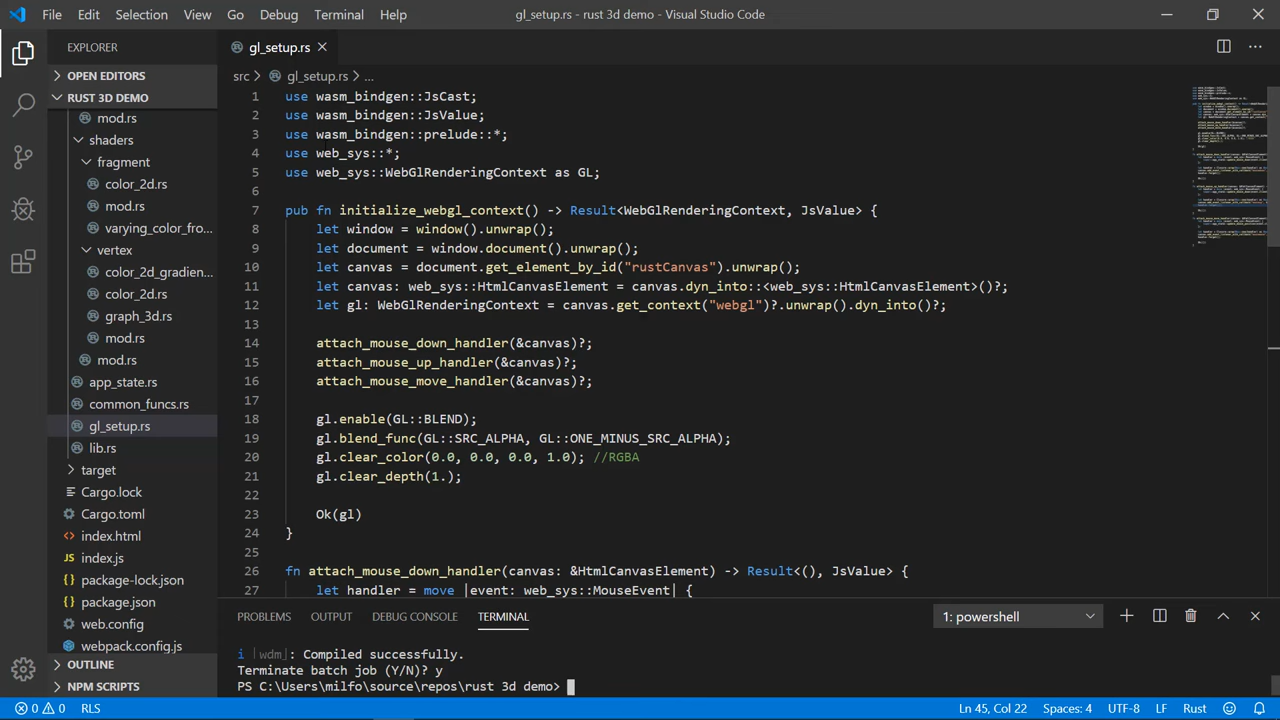 File Edit Selection View Go Debug Terminal Help gl_setup.rs - rust 3d demo - Visual Studio Code
EXPLORER
OPEN EDITORS
RUST 3D DEMO
mod.rs
shaders
fragment
color_2d.rs
mod.rs
varying_color_fro...
vertex
color_2d_gradien...
color_2d.rs
graph_3d.rs
mod.rs
mod.rs
app_state.rs
common_funcs.rs
gl_setup.rs
lib.rs
target
Cargo.lock
Cargo.toml
index.html
JS index.js
package-lock.json
package.json
web.config
webpack.config.js
OUTLINE
NPM SCRIPTS
gl_setup.rs
src > gl_setup.rs > ...
1 use wasm_bindgen::JsCast;
2 use wasm_bindgen::JsValue;
3 use wasm_bindgen::prelude::*;
4 use web_sys::*;
5 use web_sys::WebGlRenderingContext as GL;
6
7 pub fn initialize_webgl_context() -> Result<WebGlRenderingContext, JsValue> {
8 let window = window().unwrap();
9 let document = window.document().unwrap();
10 let canvas = document.get_element_by_id("rustCanvas").unwrap();
11 let canvas: web_sys::HtmlCanvasElement = canvas.dyn_into::<web_sys::HtmlCanvasElement>()?;
12 let gl: WebGlRenderingContext = canvas.get_context("webgl")?.unwrap().dyn_into()?;
13
14 attach_mouse_down_handler(&canvas)?;
15 attach_mouse_up_handler(&canvas)?;
16 attach_mouse_move_handler(&canvas)?;
17
18 gl.enable(GL::BLEND);
19 gl.blend_func(GL::SRC_ALPHA, GL::ONE_MINUS_SRC_ALPHA);
20 gl.clear_color(0.0, 0.0, 0.0, 1.0); //RGBA
21 gl.clear_depth(1.);
22
23 Ok(gl)
24 }
25
26 fn attach_mouse_down_handler(canvas: &HtmlCanvasElement) -> Result<(), JsValue> {
27 let handler = move |event: web_sys::MouseEvent| {
PROBLEMS OUTPUT DEBUG CONSOLE TERMINAL 1: powershell
i ｢wdm｣: Compiled successfully.
Terminate batch job (Y/N)? y
PS C:\Users\milfo\source\repos\rust 3d demo>
0 0 RLS Ln 45, Col 22 Spaces: 4 UTF-8 LF Rust